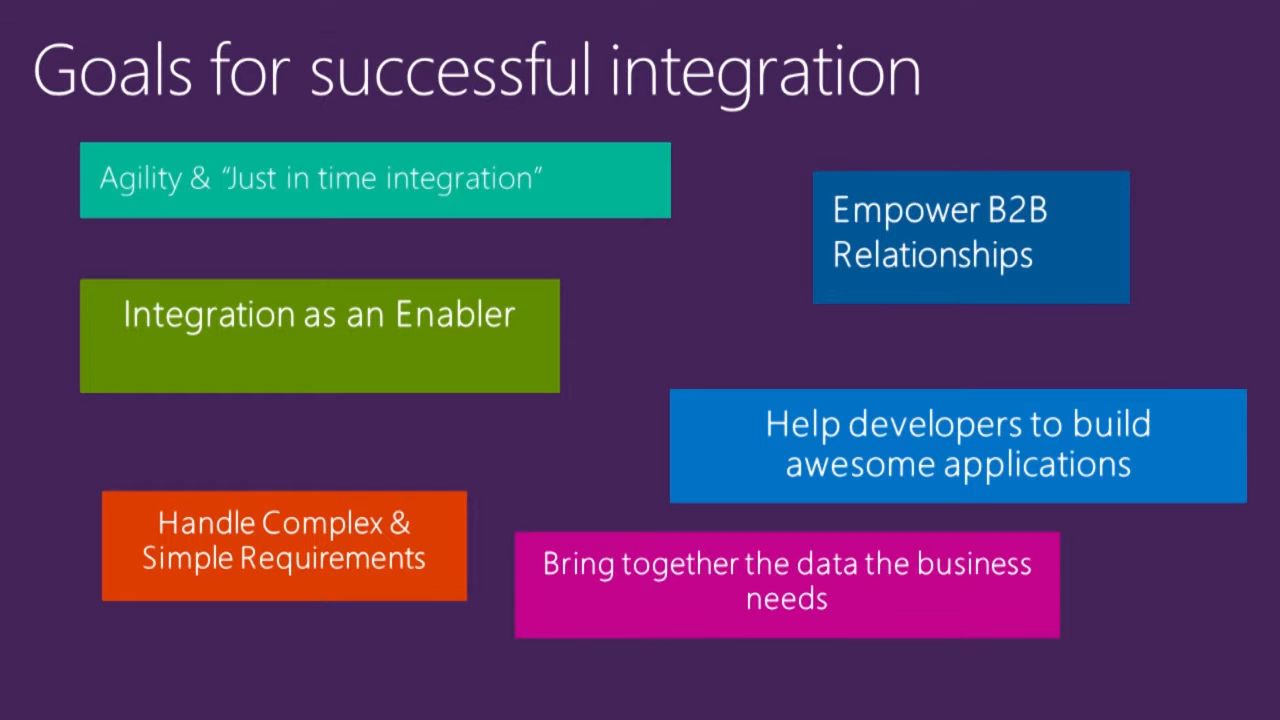 Goals for successful integration
Agility & “Just in time integration”
Empower B2B
Relationships
Integration as an Enabler
Help developers to build
awesome applications
Handle Complex &
Simple Requirements
Bring together the data the business
needs